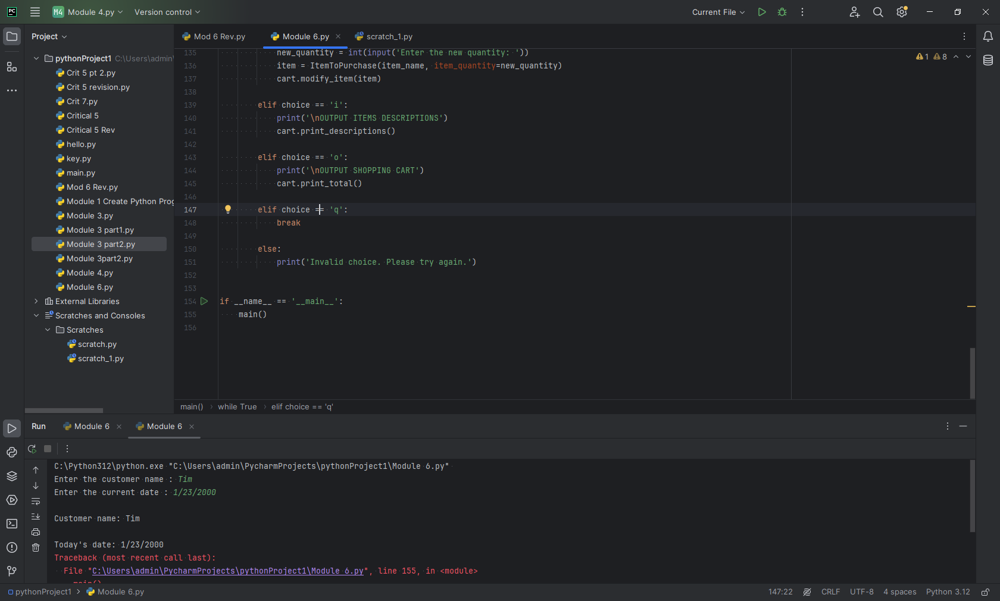 PC
M4 Module 4.py
Version control
Current File
Project
Mod 6 Rev.py
Module 6.py
scratch_1.py
pythonProject1 C:\Users\admin\
Crit 5 pt 2.py
Crit 5 revision.py
Crit 7.py
Critical 5
Critical 5 Rev
hello.py
key.py
main.py
Mod 6 Rev.py
Module 1 Create Python Prog
Module 3.py
Module 3 part1.py
Module 3 part2.py
Module 3part2.py
Module 4.py
Module 6.py
External Libraries
Scratches and Consoles
Scratches
scratch.py
scratch_1.py
1 8
135 new_quantity = int(input('Enter the new quantity: '))
136 item = ItemToPurchase(item_name, item_quantity=new_quantity)
137 cart.modify_item(item)
138
139 elif choice == 'i':
140 print('\nOUTPUT ITEMS DESCRIPTIONS')
141 cart.print_descriptions()
142
143 elif choice == 'o':
144 print('\nOUTPUT SHOPPING CART')
145 cart.print_total()
146
147 elif choice == 'q':
148 break
149
150 else:
151 print('Invalid choice. Please try again.')
152
153
154 if __name__ == '__main__':
155 main()
156
main() › while True › elif choice == 'q'
Run
Module 6
Module 6
C:\Python312\python.exe "C:\Users\admin\PycharmProjects\pythonProject1\Module 6.py"
Enter the customer name : Tim
Enter the current date : 1/23/2000
Customer name: Tim
Today's date: 1/23/2000
Traceback (most recent call last):
File "C:\Users\admin\PycharmProjects\pythonProject1\Module 6.py", line 155, in <module>
main()
pythonProject1 › Module 6.py
147:22
CRLF
UTF-8
4 spaces
Python 3.12